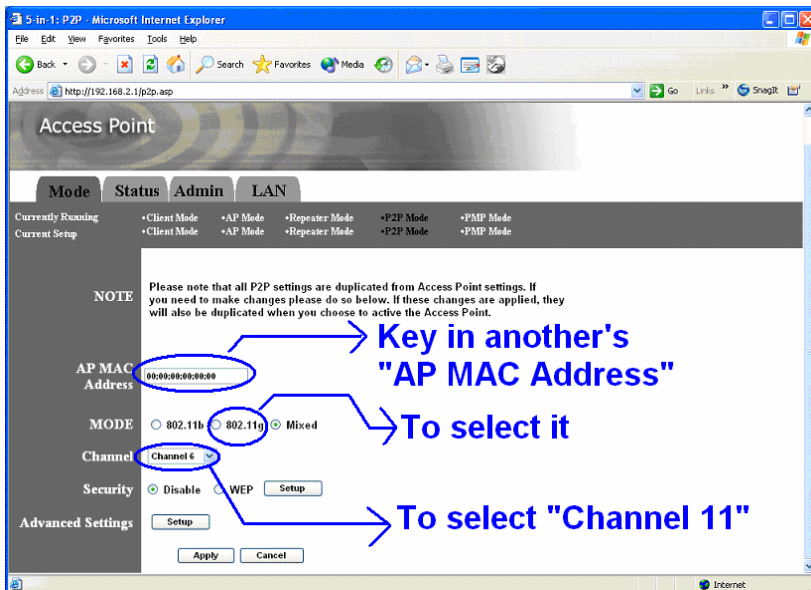 5-in-1: P2P - Microsoft Internet Explorer
File Edit View Favorites Tools Help
Back Search Favorites Media
Address http://192.168.2.1/p2p.asp Go Links » SnagIt
Access Point
Mode Status Admin LAN
Currently Running •Client Mode •AP Mode •Repeater Mode •P2P Mode •PMP Mode
Current Setup •Client Mode •AP Mode •Repeater Mode •P2P Mode •PMP Mode
NOTE
Please note that all P2P settings are duplicated from Access Point settings. If
you need to make changes please do so below. If these changes are applied, they
will also be duplicated when you choose to active the Access Point.
Key in another's
"AP MAC Address"
AP MAC
Address
00:00:00:00:00:00
MODE 802.11b 802.11g Mixed
To select it
Channel Channel 6
Security Disable WEP Setup
To select "Channel 11"
Advanced Settings Setup
Apply Cancel
Internet